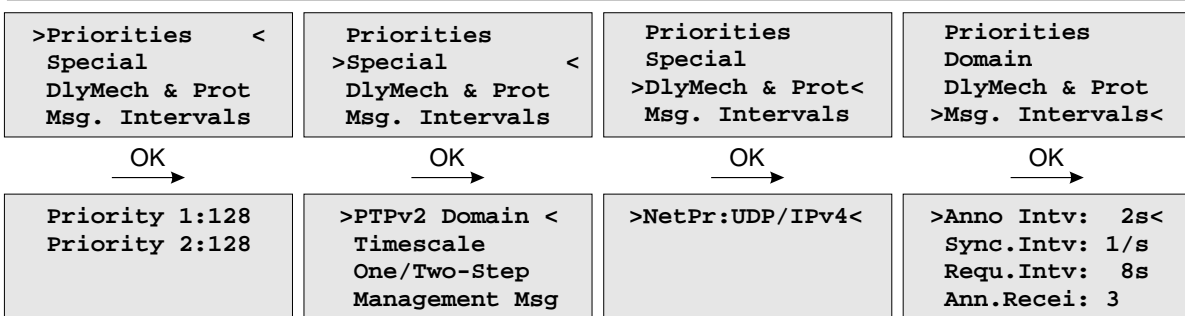 >Priorities    <
Special
DlyMech & Prot
Msg. Intervals
Priorities
>Special       <
DlyMech & Prot
Msg. Intervals
Priorities
Special
>DlyMech & Prot<
Msg. Intervals
Priorities
Domain
DlyMech & Prot
>Msg. Intervals<
OK
OK
OK
OK
Priority 1:128
Priority 2:128
>PTPv2 Domain <
Timescale
One/Two-Step
Management Msg
>NetPr:UDP/IPv4<
>Anno Intv:  2s<
Sync.Intv: 1/s
Requ.Intv:  8s
Ann.Recei: 3